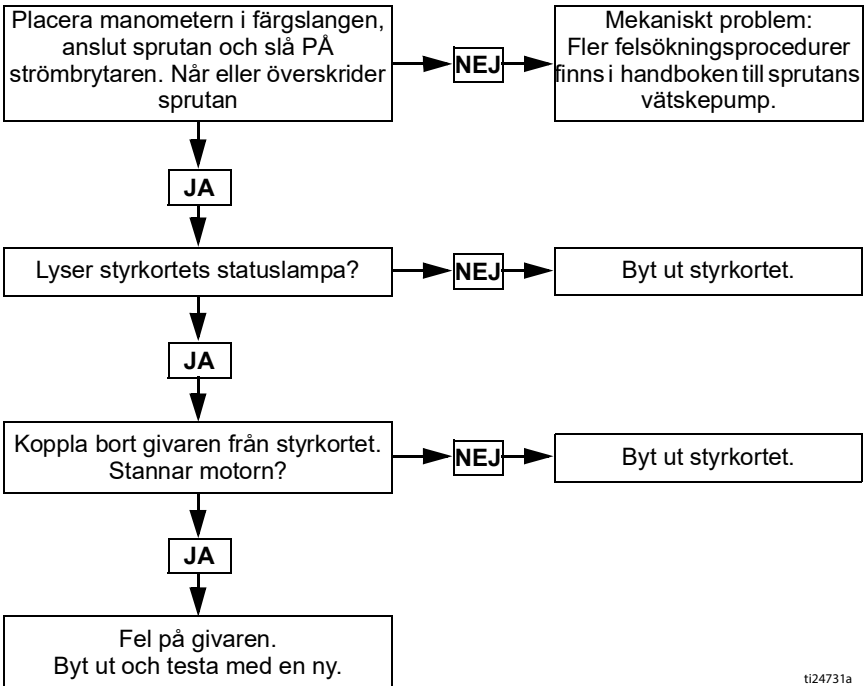 Placera manometern i färgslangen,
anslut sprutan och slå PÅ
strömbrytaren. Når eller överskrider
sprutan
NEJ
Mekaniskt problem:
Fler felsökningsprocedurer
finns i handboken till sprutans
vätskepump.
JA
Lyser styrkortets statuslampa?
NEJ
Byt ut styrkortet.
JA
Koppla bort givaren från styrkortet.
Stannar motorn?
NEJ
Byt ut styrkortet.
JA
Fel på givaren.
Byt ut och testa med en ny.
ti24731a